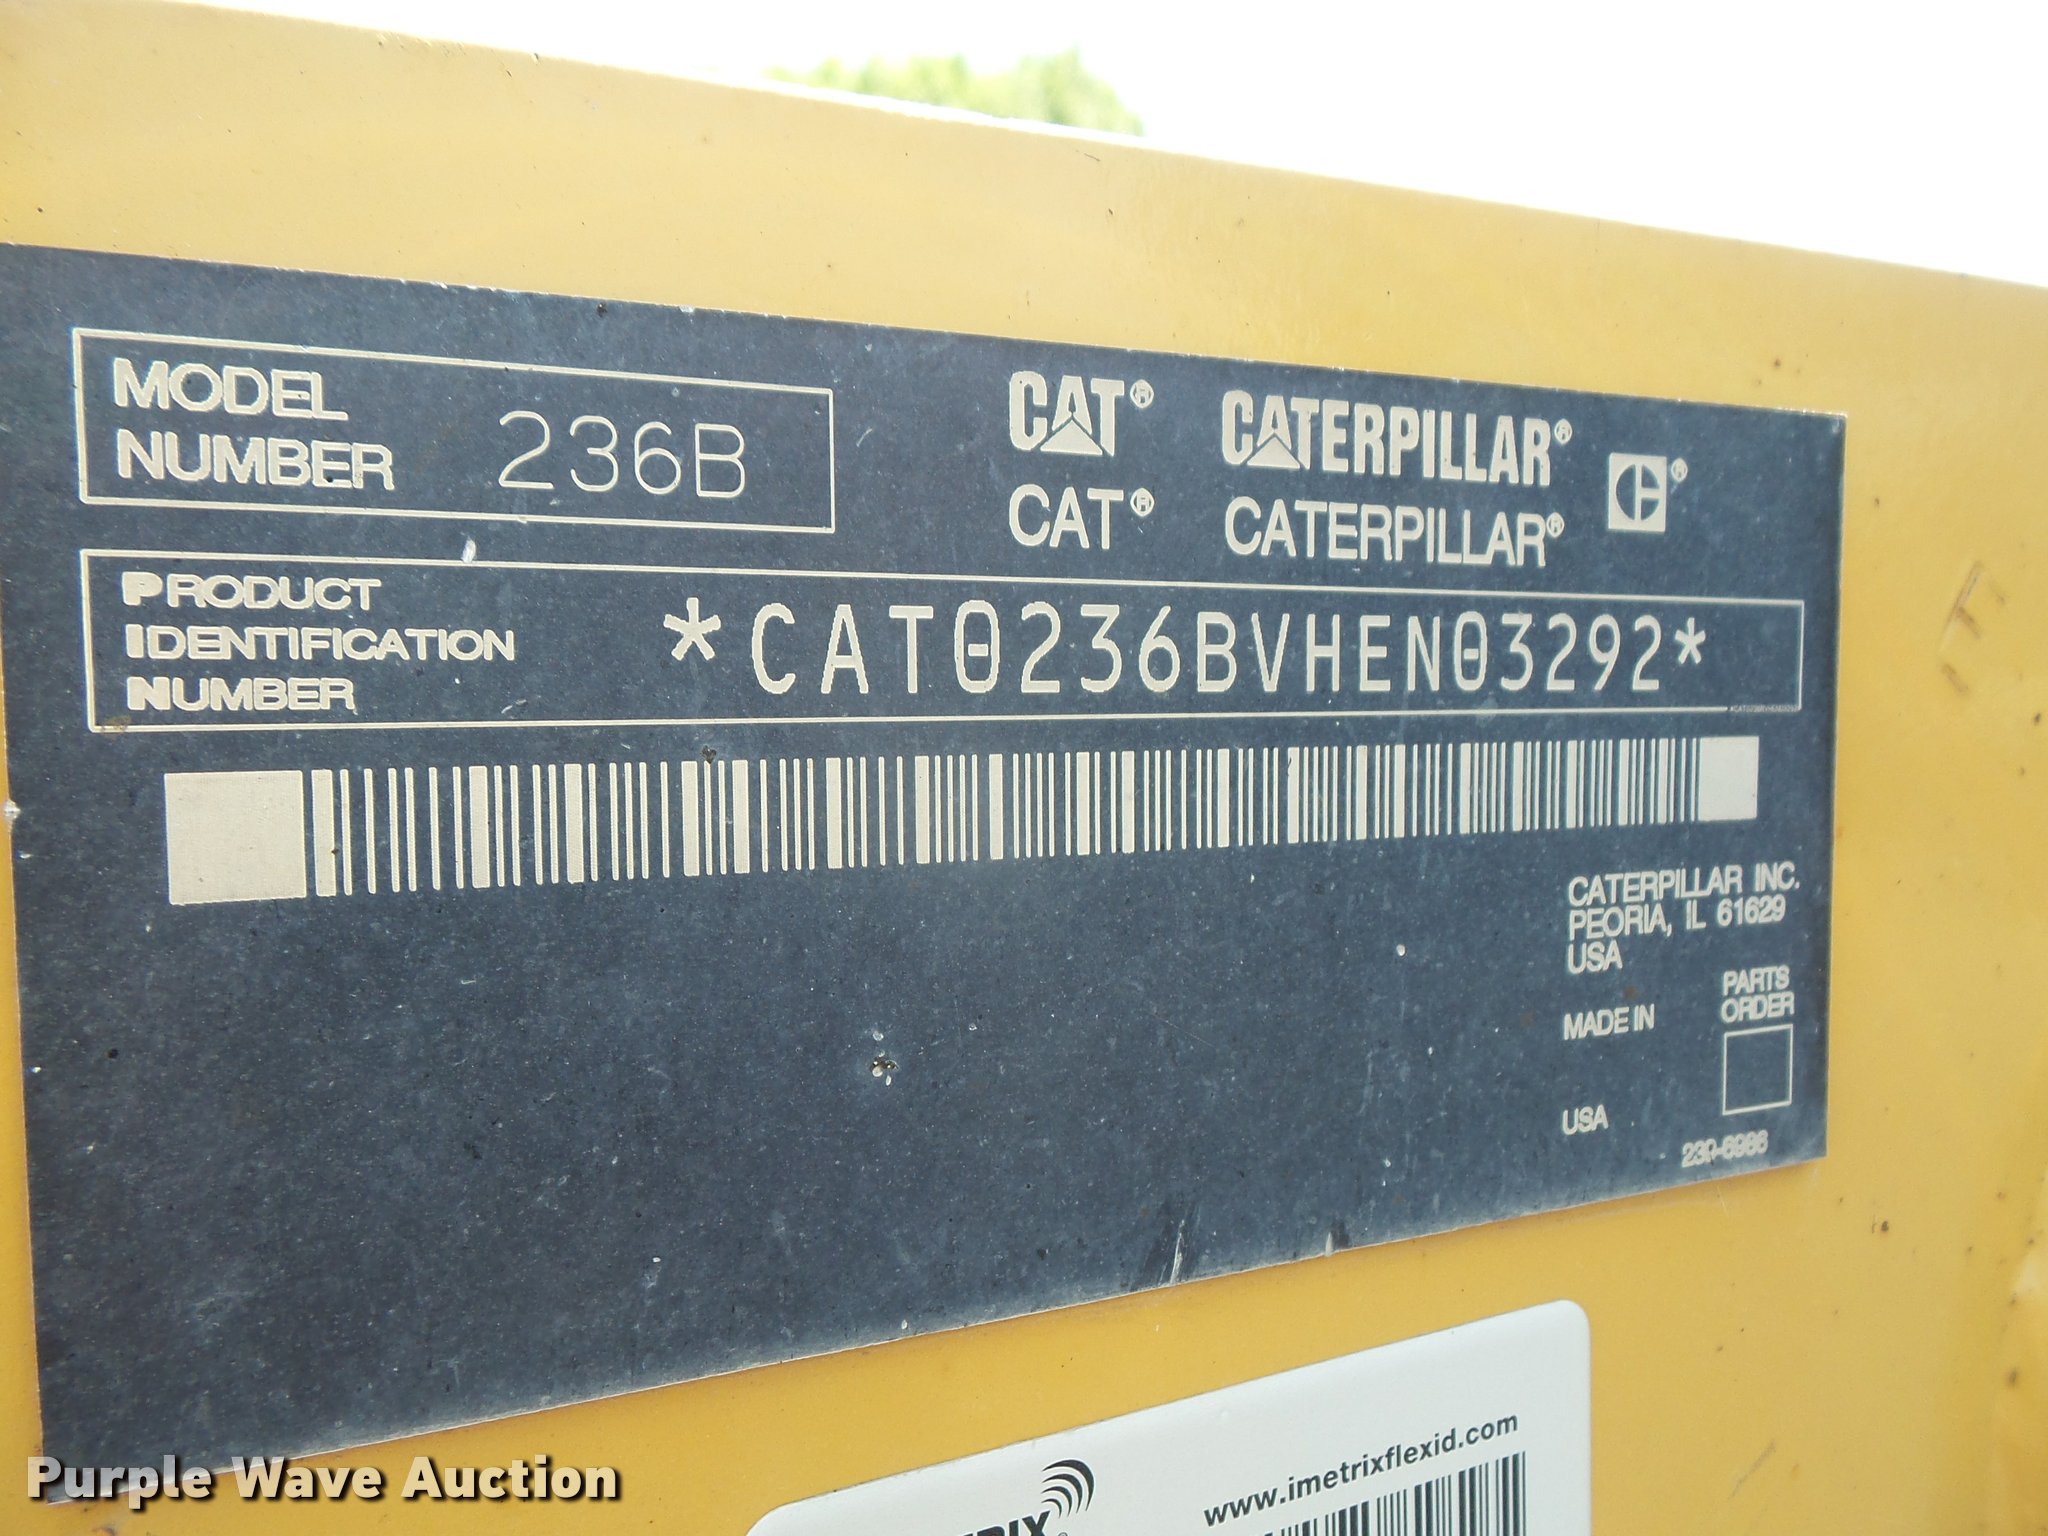 MODEL
NUMBER 236B
CAT® CATERPILLAR®
CAT® CATERPILLAR®
PRODUCT
IDENTIFICATION
NUMBER
*CAT0236BVHEN03292*
CATERPILLAR INC.
PEORIA, IL 61629
USA
MADE IN
USA
PARTS
ORDER
www.imetrixflexid.com
Purple Wave Auction